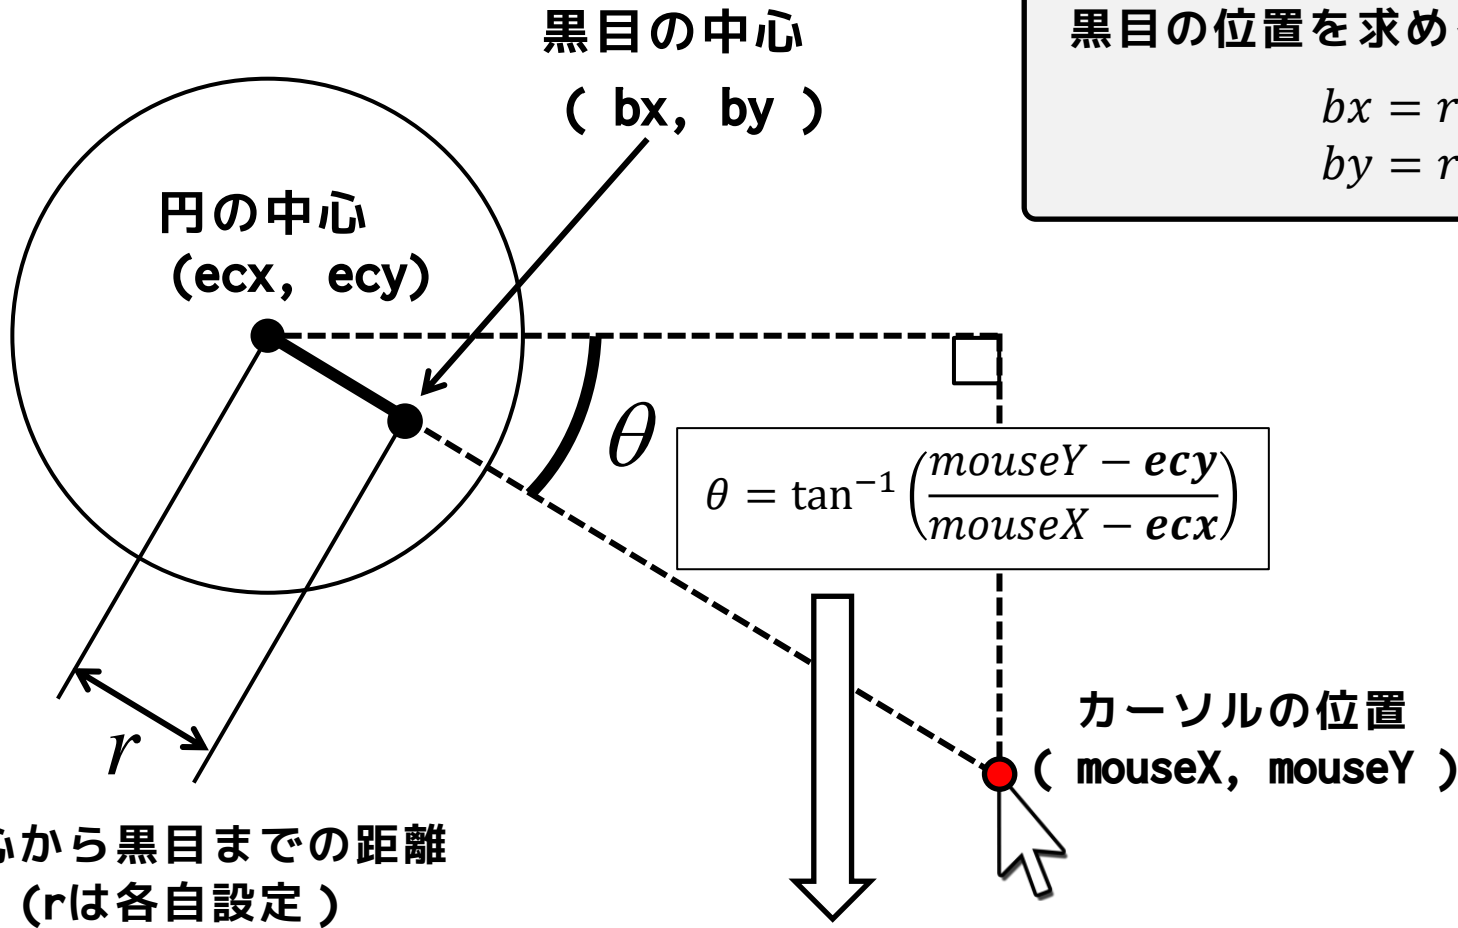 黒目の中心
( bx, by )
黒目の位置を求め
bx = r
by = r
円の中心
(ecx, ecy)
θ
θ = tan⁻¹ (mouseY − ecy / mouseX − ecx)
r
カーソルの位置
( mouseX, mouseY )
から黒目までの距離
(rは各自設定 )